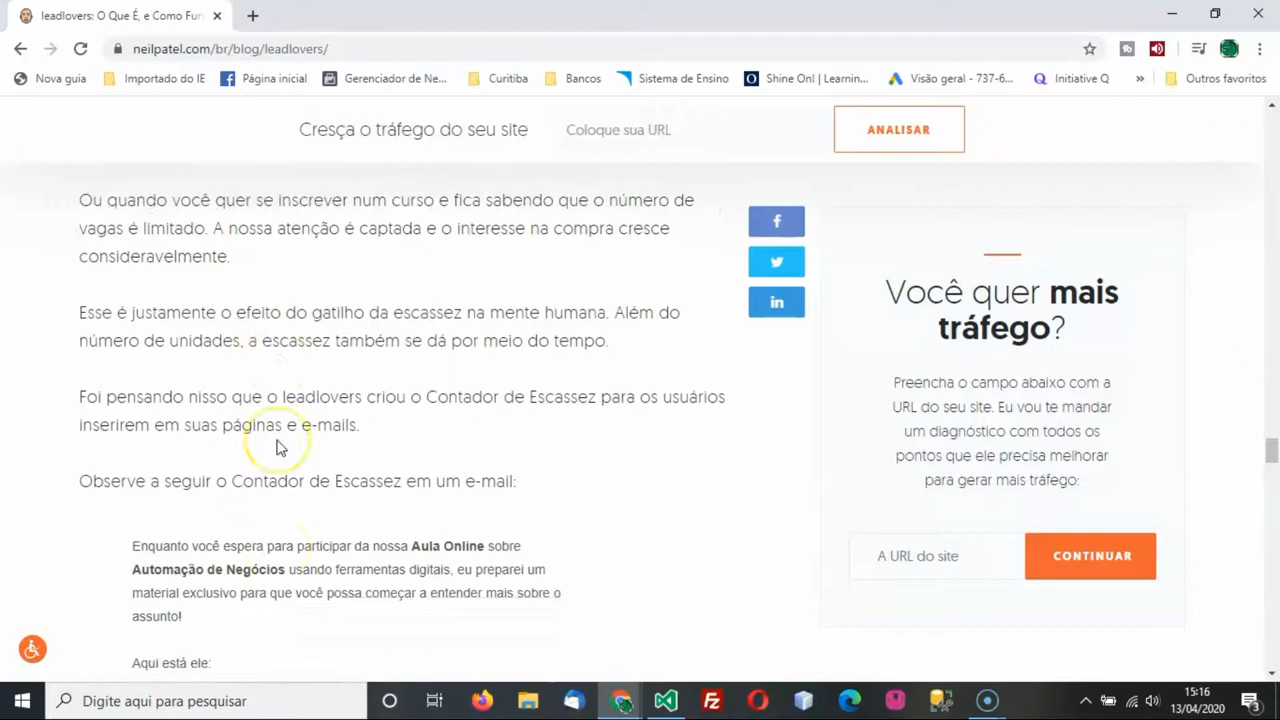 leadlovers: O Que É, e Como Fun
neilpatel.com/br/blog/leadlovers/
Nova guia
Importado do IE
Página inicial
Gerenciador de Ne...
Curitiba
Bancos
Sistema de Ensino
Shine On! | Learnin...
Visão geral - 737-6...
Initiative Q
»
Outros favoritos
Cresça o tráfego do seu site
Coloque sua URL
ANALISAR
Ou quando você quer se inscrever num curso e fica sabendo que o número de
vagas é limitado. A nossa atenção é captada e o interesse na compra cresce
consideravelmente.
Esse é justamente o efeito do gatilho da escassez na mente humana. Além do
número de unidades, a escassez também se dá por meio do tempo.
Foi pensando nisso que o leadlovers criou o Contador de Escassez para os usuários
inserirem em suas páginas e e-mails.
Observe a seguir o Contador de Escassez em um e-mail:
Enquanto você espera para participar da nossa Aula Online sobre
Automação de Negócios usando ferramentas digitais, eu preparei um
material exclusivo para que você possa começar a entender mais sobre o
assunto!
Aqui está ele:
Você quer mais
tráfego?
Preencha o campo abaixo com a
URL do seu site. Eu vou te mandar
um diagnóstico com todos os
pontos que ele precisa melhorar
para gerar mais tráfego:
A URL do site
CONTINUAR
Digite aqui para pesquisar
15:16
13/04/2020
3